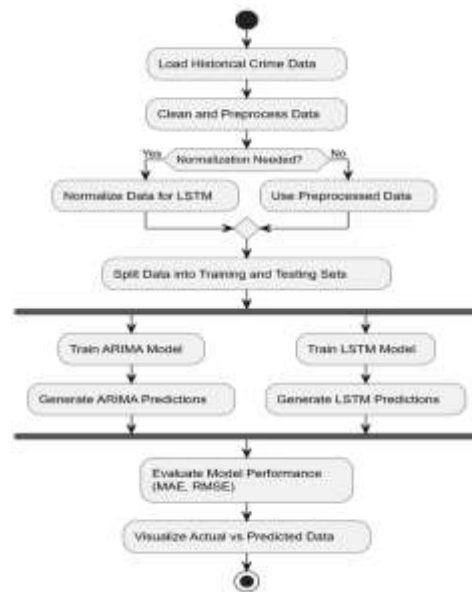 Load Historical Crime Data
Clean and Preprocess Data
Yes
Normalization Needed?
No
Normalize Data for LSTM
Use Preprocessed Data
Split Data into Training and Testing Sets
Train ARIMA Model
Train LSTM Model
Generate ARIMA Predictions
Generate LSTM Predictions
Evaluate Model Performance
(MAE, RMSE)
Visualize Actual vs Predicted Data